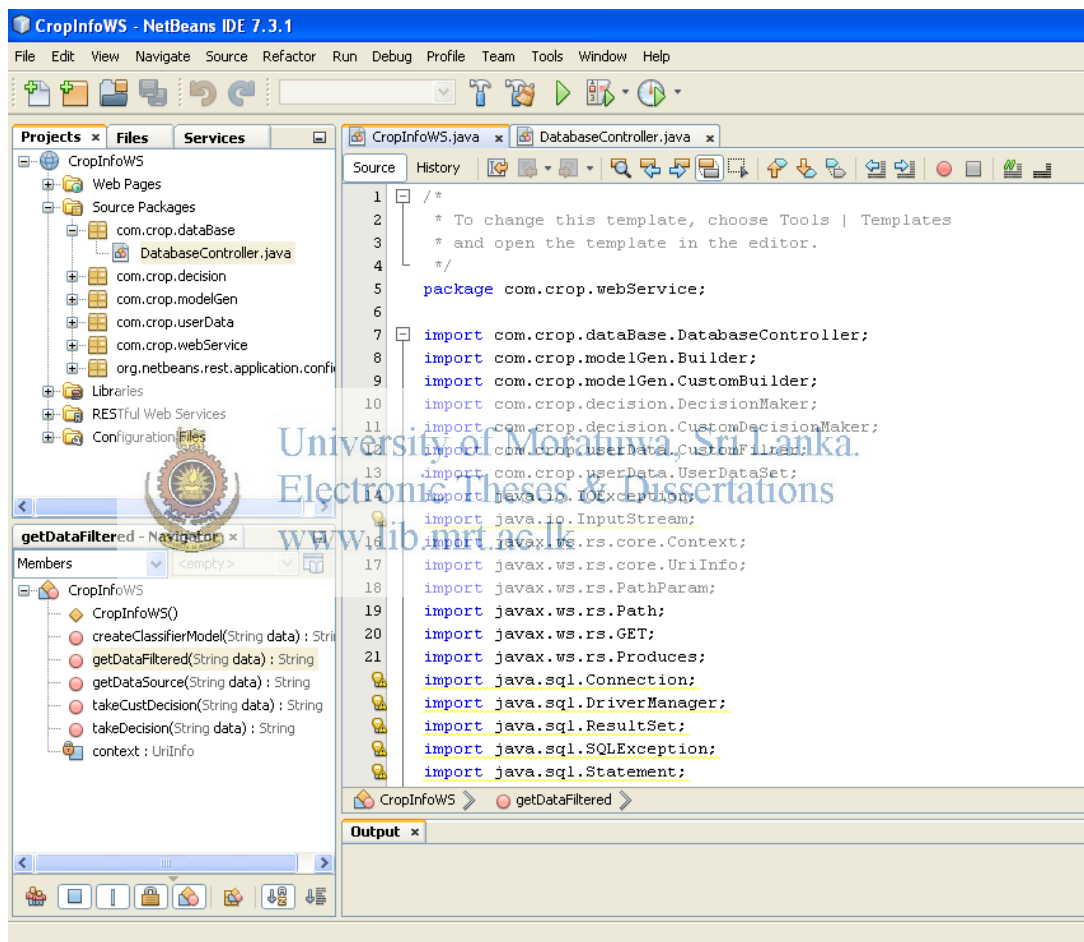 CropInfoWS - NetBeans IDE 7.3.1
File Edit View Navigate Source Refactor Run Debug Profile Team Tools Window Help
Projects x Files Services
CropInfoWS
Web Pages
Source Packages
com.crop.dataBase
DatabaseController.java
com.crop.decision
com.crop.modelGen
com.crop.userData
com.crop.webService
org.netbeans.rest.application.confi
Libraries
RESTful Web Services
Configuration Files
getDataFiltered - Navigator x
Members <empty>
CropInfoWS
CropInfoWS()
createClassifierModel(String data) : Stri
getDataFiltered(String data) : String
getDataSource(String data) : String
takeCustDecision(String data) : String
takeDecision(String data) : String
context : UriInfo
CropInfoWS.java x DatabaseController.java x
Source History
1 /*
2 * To change this template, choose Tools | Templates
3 * and open the template in the editor.
4 */
5 package com.crop.webService;
6
7 import com.crop.dataBase.DatabaseController;
8 import com.crop.modelGen.Builder;
9 import com.crop.modelGen.CustomBuilder;
10 import com.crop.decision.DecisionMaker;
11 import com.crop.decision.CustomDecisionMaker;
12 import com.crop.userData.CustomFilter;
13 import com.crop.userData.UserDataSet;
14 import java.io.IOException;
import java.io.InputStream;
16 import javax.ws.rs.core.Context;
17 import javax.ws.rs.core.UriInfo;
18 import javax.ws.rs.PathParam;
19 import javax.ws.rs.Path;
20 import javax.ws.rs.GET;
21 import javax.ws.rs.Produces;
import java.sql.Connection;
import java.sql.DriverManager;
import java.sql.ResultSet;
import java.sql.SQLException;
import java.sql.Statement;
CropInfoWS getDataFiltered
Output x
University of Moratuwa, Sri Lanka.
Electronic Theses & Dissertations
www.lib.mrt.ac.lk